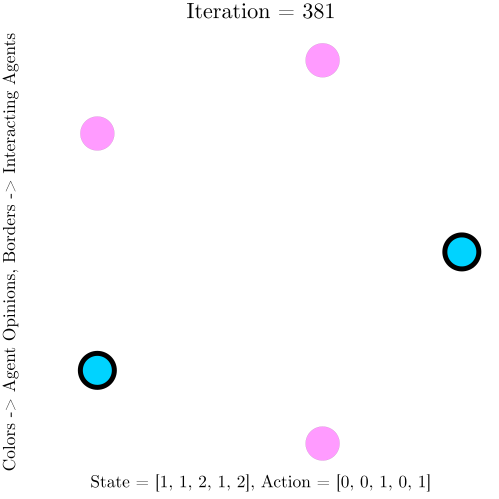 Iteration = 381
Colors -> Agent Opinions, Borders -> Interacting Agents
State = [1, 1, 2, 1, 2], Action = [0, 0, 1, 0, 1]